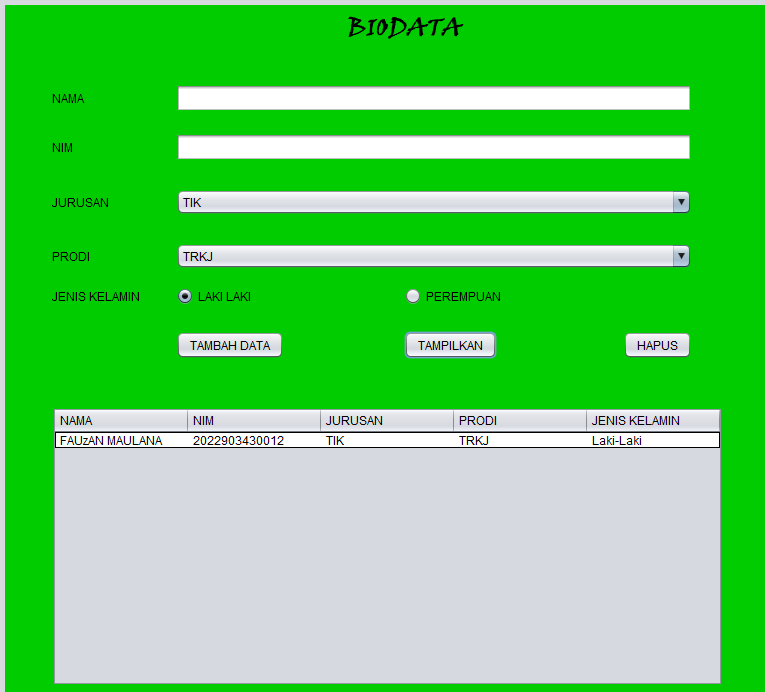 BIODATA
NAMA
NIM
JURUSAN TIK
PRODI TRKJ
JENIS KELAMIN LAKI LAKI PEREMPUAN
TAMBAH DATA TAMPILKAN HAPUS
NAMA NIM JURUSAN PRODI JENIS KELAMIN
FAUzAN MAULANA 2022903430012 TIK TRKJ Laki-Laki